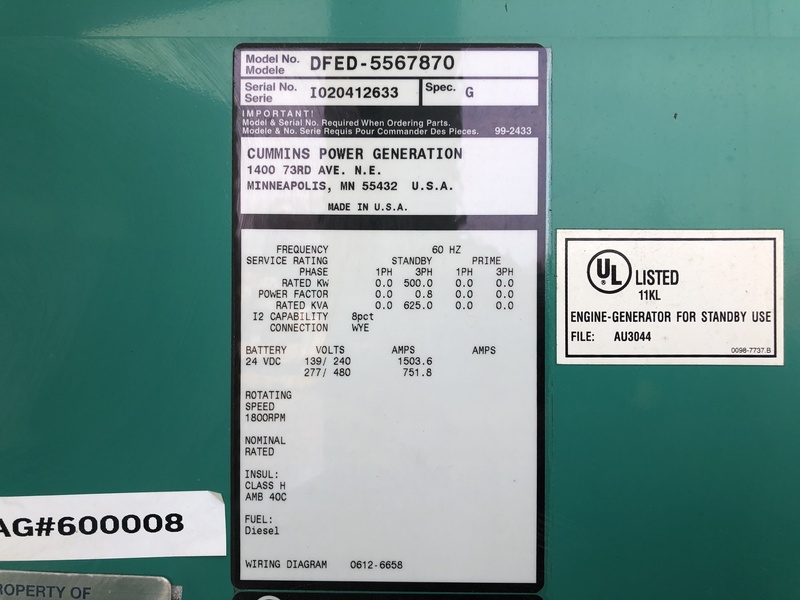 Model No. DFED-5567870
Modele
Serial No. I020412633 Spec. G
Serie
IMPORTANT!
Model & Serial No. Required When Ordering Parts.
Modele & No. Serie Requis Pour Commander Des Pieces. 99-2433
CUMMINS POWER GENERATION
1400 73RD AVE. N.E.
MINNEAPOLIS, MN 55432 U.S.A.
MADE IN U.S.A.
FREQUENCY 60 HZ
SERVICE RATING STANDBY PRIME
PHASE 1PH 3PH 1PH 3PH
RATED KW 0.0 500.0 0.0 0.0
POWER FACTOR 0.0 0.8 0.0 0.0
RATED KVA 0.0 625.0 0.0 0.0
I2 CAPABILITY 8pct
CONNECTION WYE
BATTERY VOLTS AMPS AMPS
24 VDC 139/ 240 1503.6
277/ 480 751.8
ROTATING
SPEED
1800RPM
NOMINAL
RATED
INSUL:
CLASS H
AMB 40C
FUEL:
Diesel
WIRING DIAGRAM 0612-6658
UL LISTED
11KL
ENGINE-GENERATOR FOR STANDBY USE
FILE: AU3044
0098-7737.B
AG#600008
ROPERTY OF